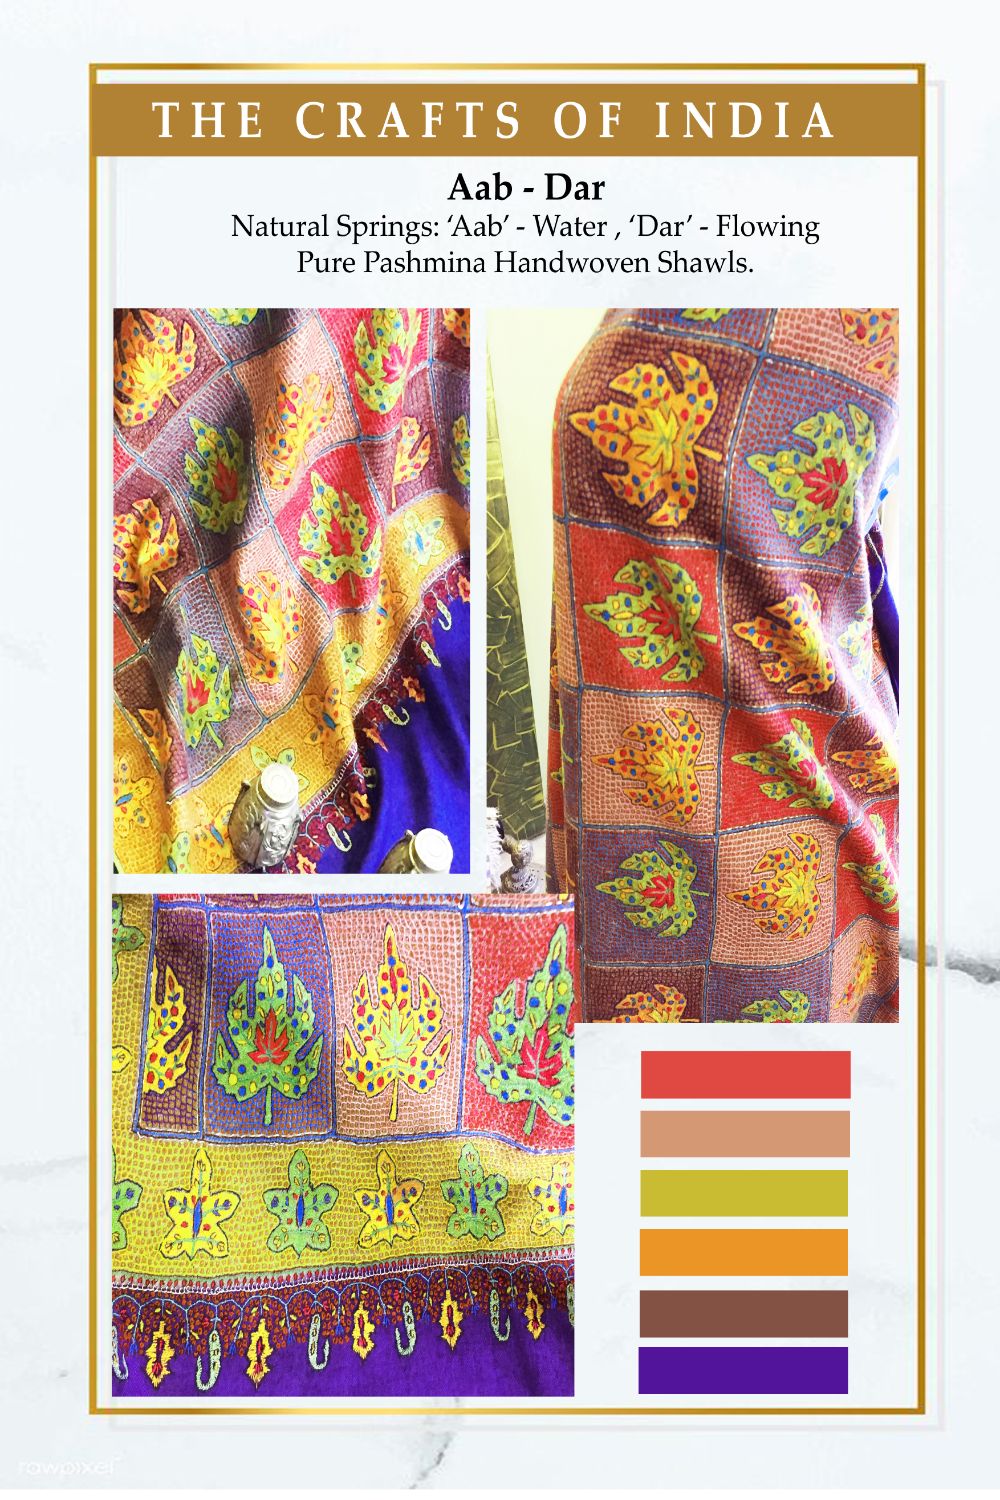 THE CRAFTS OF INDIA
Aab - Dar
Natural Springs: ‘Aab’ - Water , ‘Dar’ - Flowing
Pure Pashmina Handwoven Shawls.
rawpixel